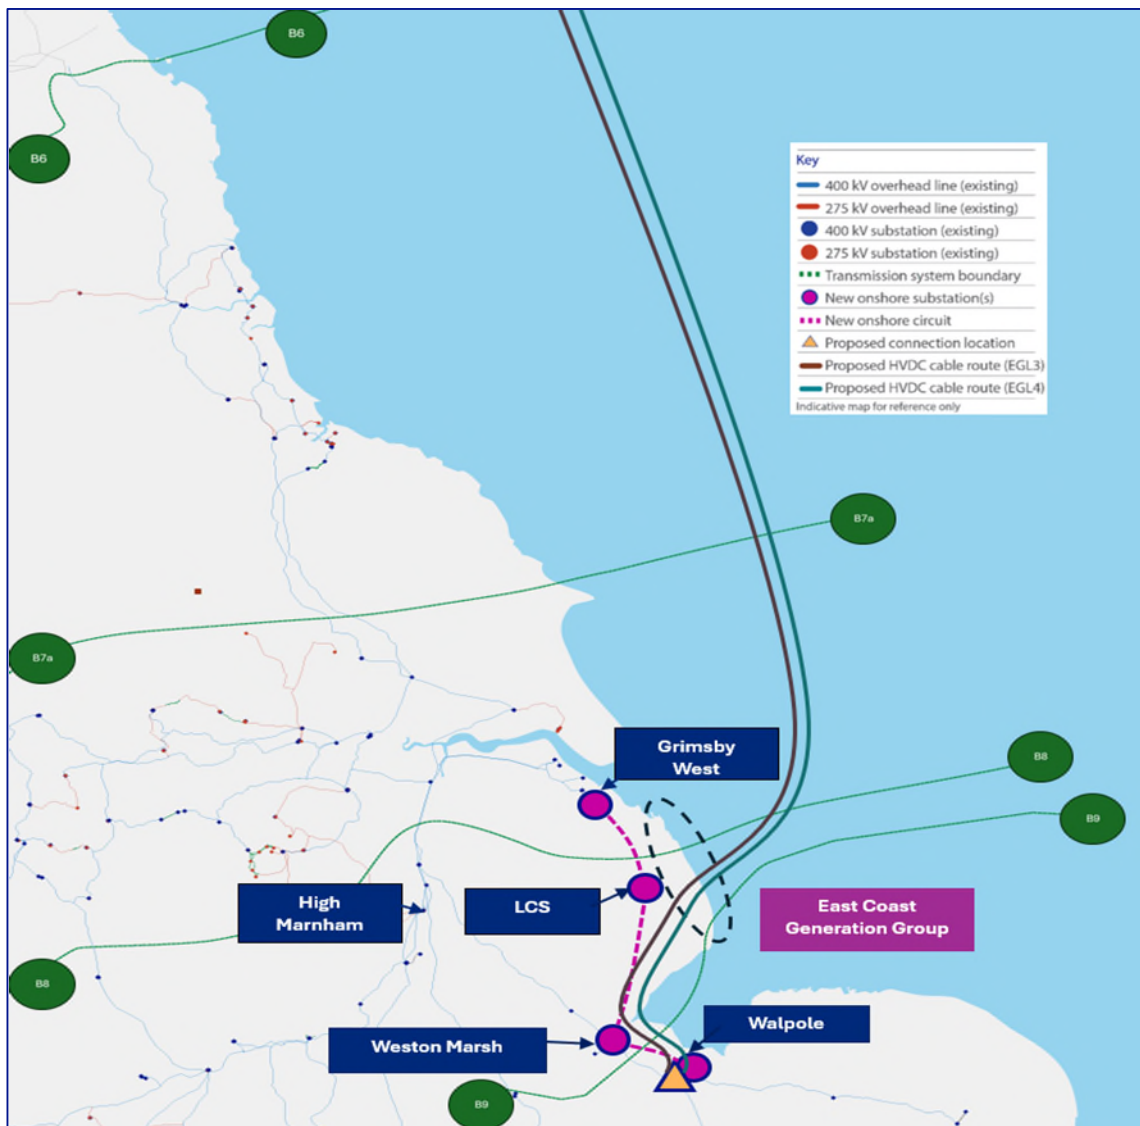 B6
B6
Key
400 kV overhead line (existing)
275 kV overhead line (existing)
400 kV substation (existing)
275 kV substation (existing)
Transmission system boundary
New onshore substation(s)
New onshore circuit
Proposed connection location
Proposed HVDC cable route (EGL3)
Proposed HVDC cable route (EGL4)
Indicative map for reference only
B7a
B7a
Grimsby
West
B8
B9
High
Marnham
LCS
East Coast
Generation Group
B8
Weston Marsh
Walpole
B9